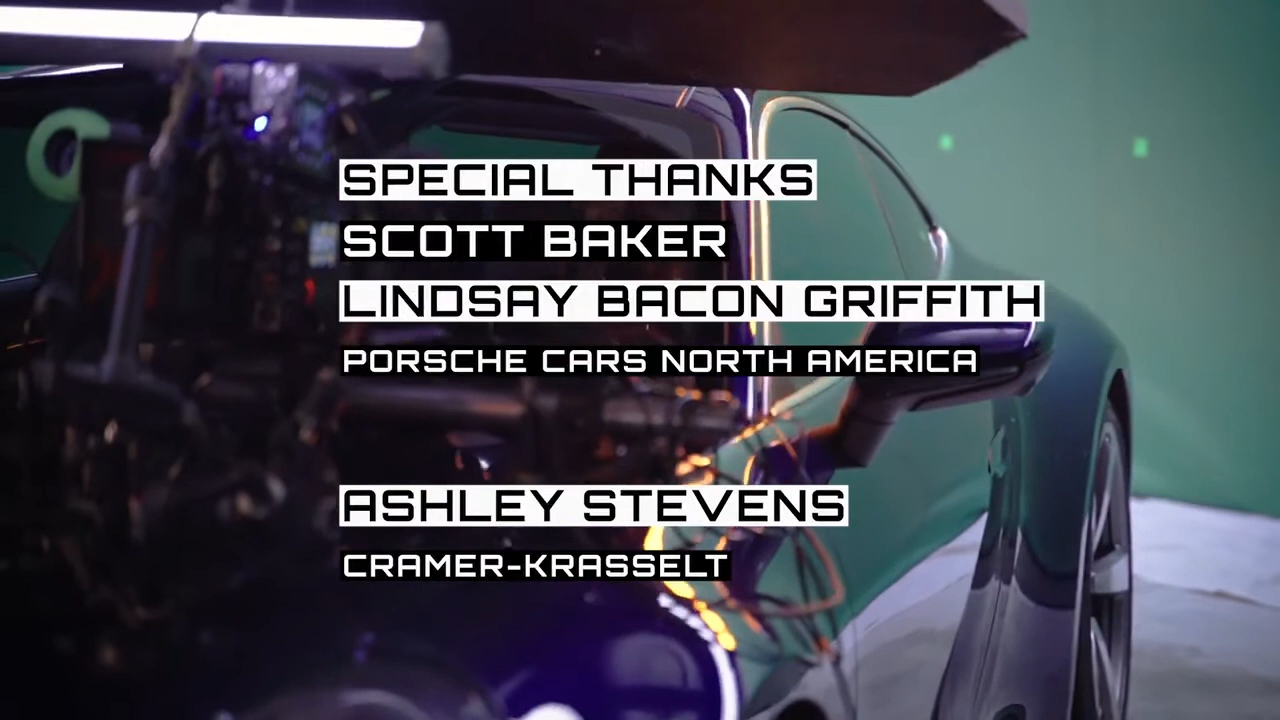 SPECIAL THANKS
SCOTT BAKER
LINDSAY BACON GRIFFITH
PORSCHE CARS NORTH AMERICA
ASHLEY STEVENS
CRAMER-KRASSELT